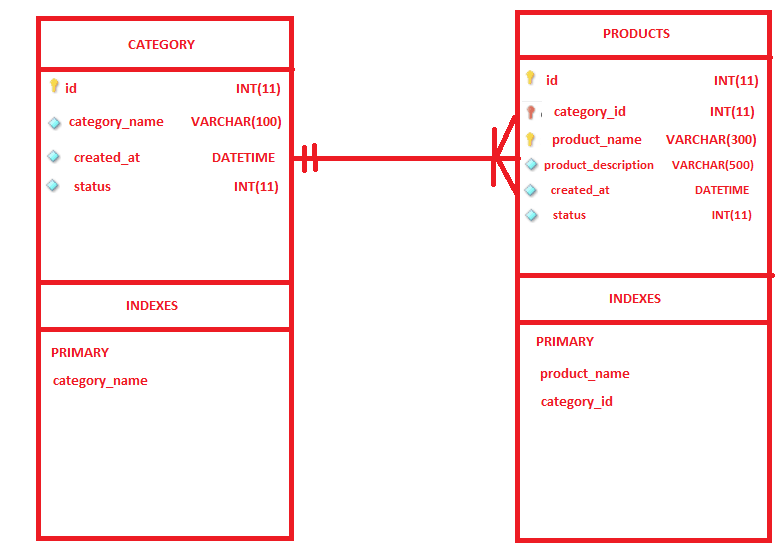 CATEGORY
id INT(11)
category_name VARCHAR(100)
created_at DATETIME
status INT(11)
INDEXES
PRIMARY
category_name
PRODUCTS
id INT(11)
category_id INT(11)
product_name VARCHAR(300)
product_description VARCHAR(500)
created_at DATETIME
status INT(11)
INDEXES
PRIMARY
product_name
category_id